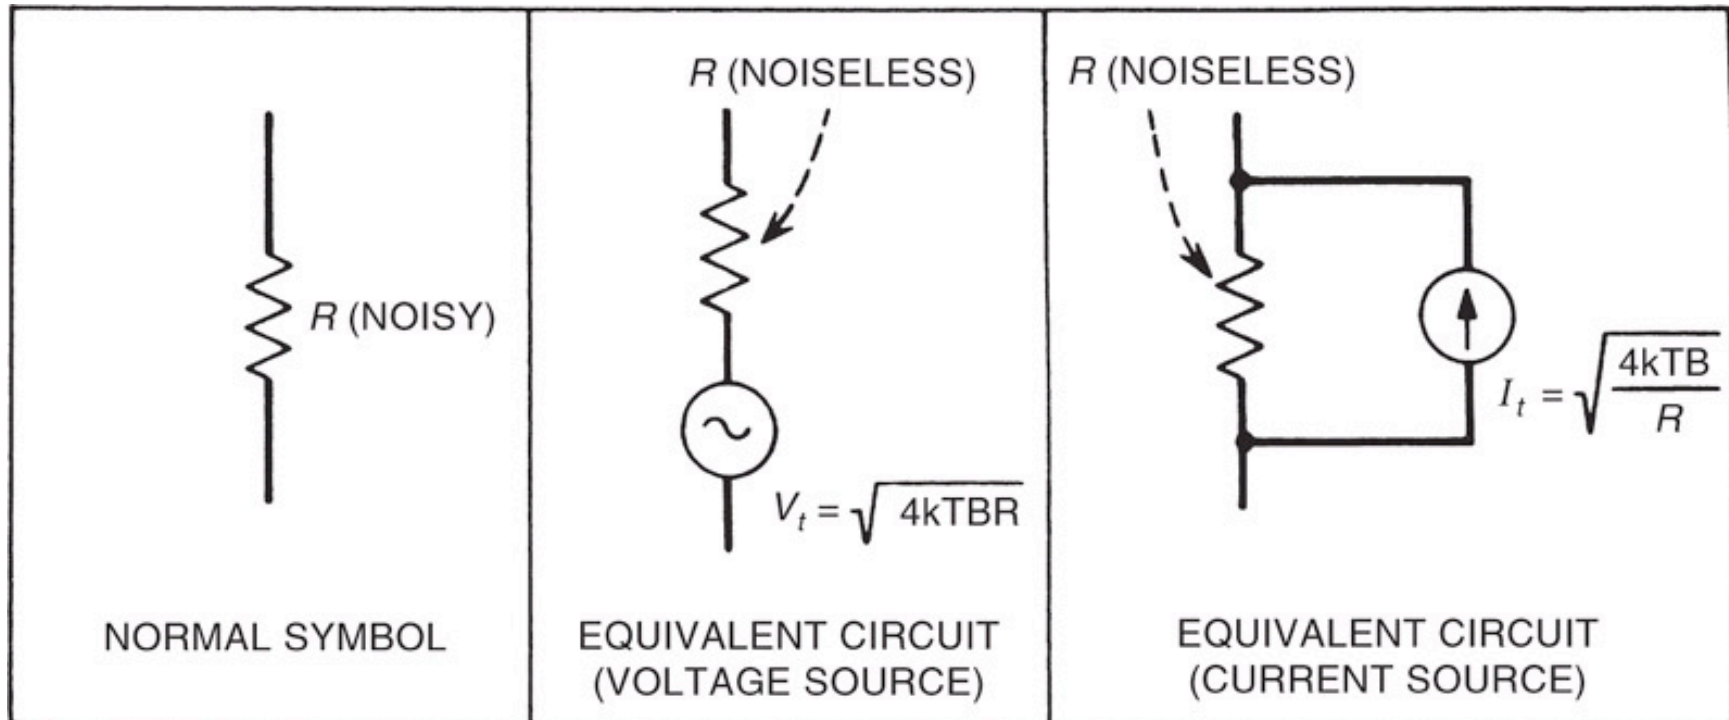 R (NOISY)
NORMAL SYMBOL
R (NOISELESS)
V_t = √4kTBR
EQUIVALENT CIRCUIT
(VOLTAGE SOURCE)
R (NOISELESS)
I_t = √(4kTB/R)
EQUIVALENT CIRCUIT
(CURRENT SOURCE)